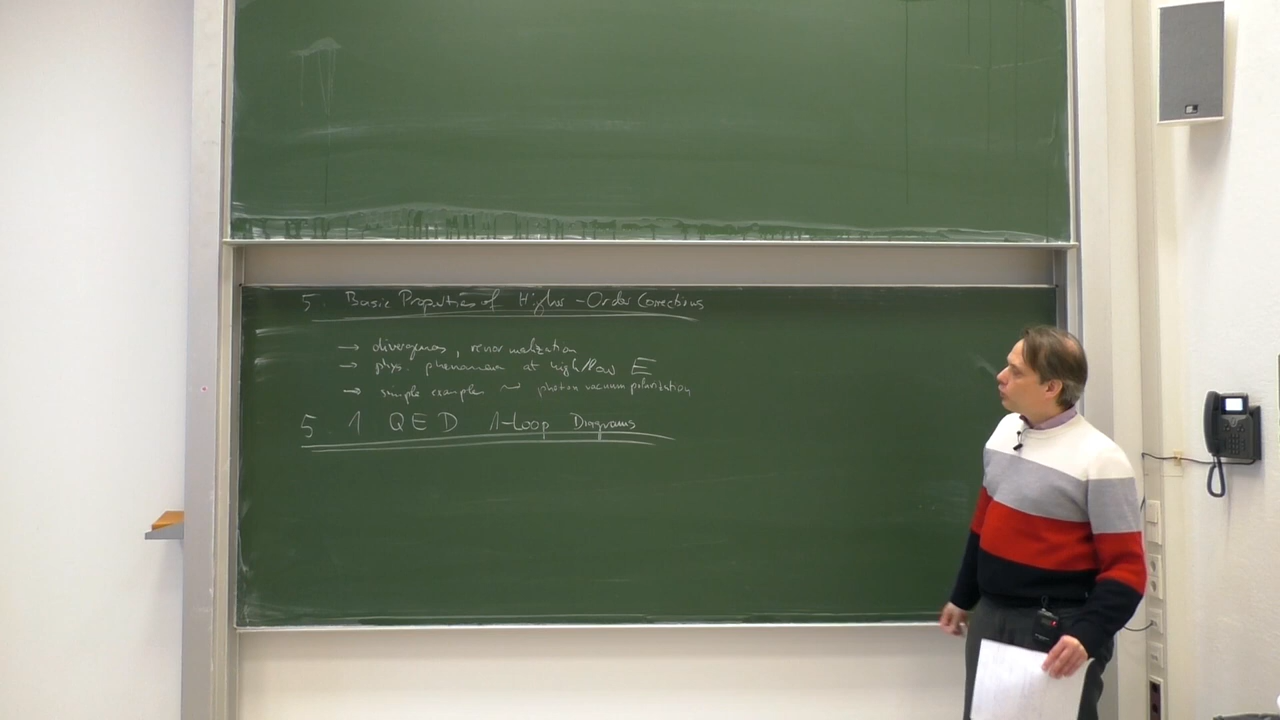 5. Basic Properties of Higher-Order Corrections
→ divergences, renormalization
→ phys. phenomena at high/low E
→ simple example ~ photon vacuum polarization
5 1 QED 1-Loop Diagrams